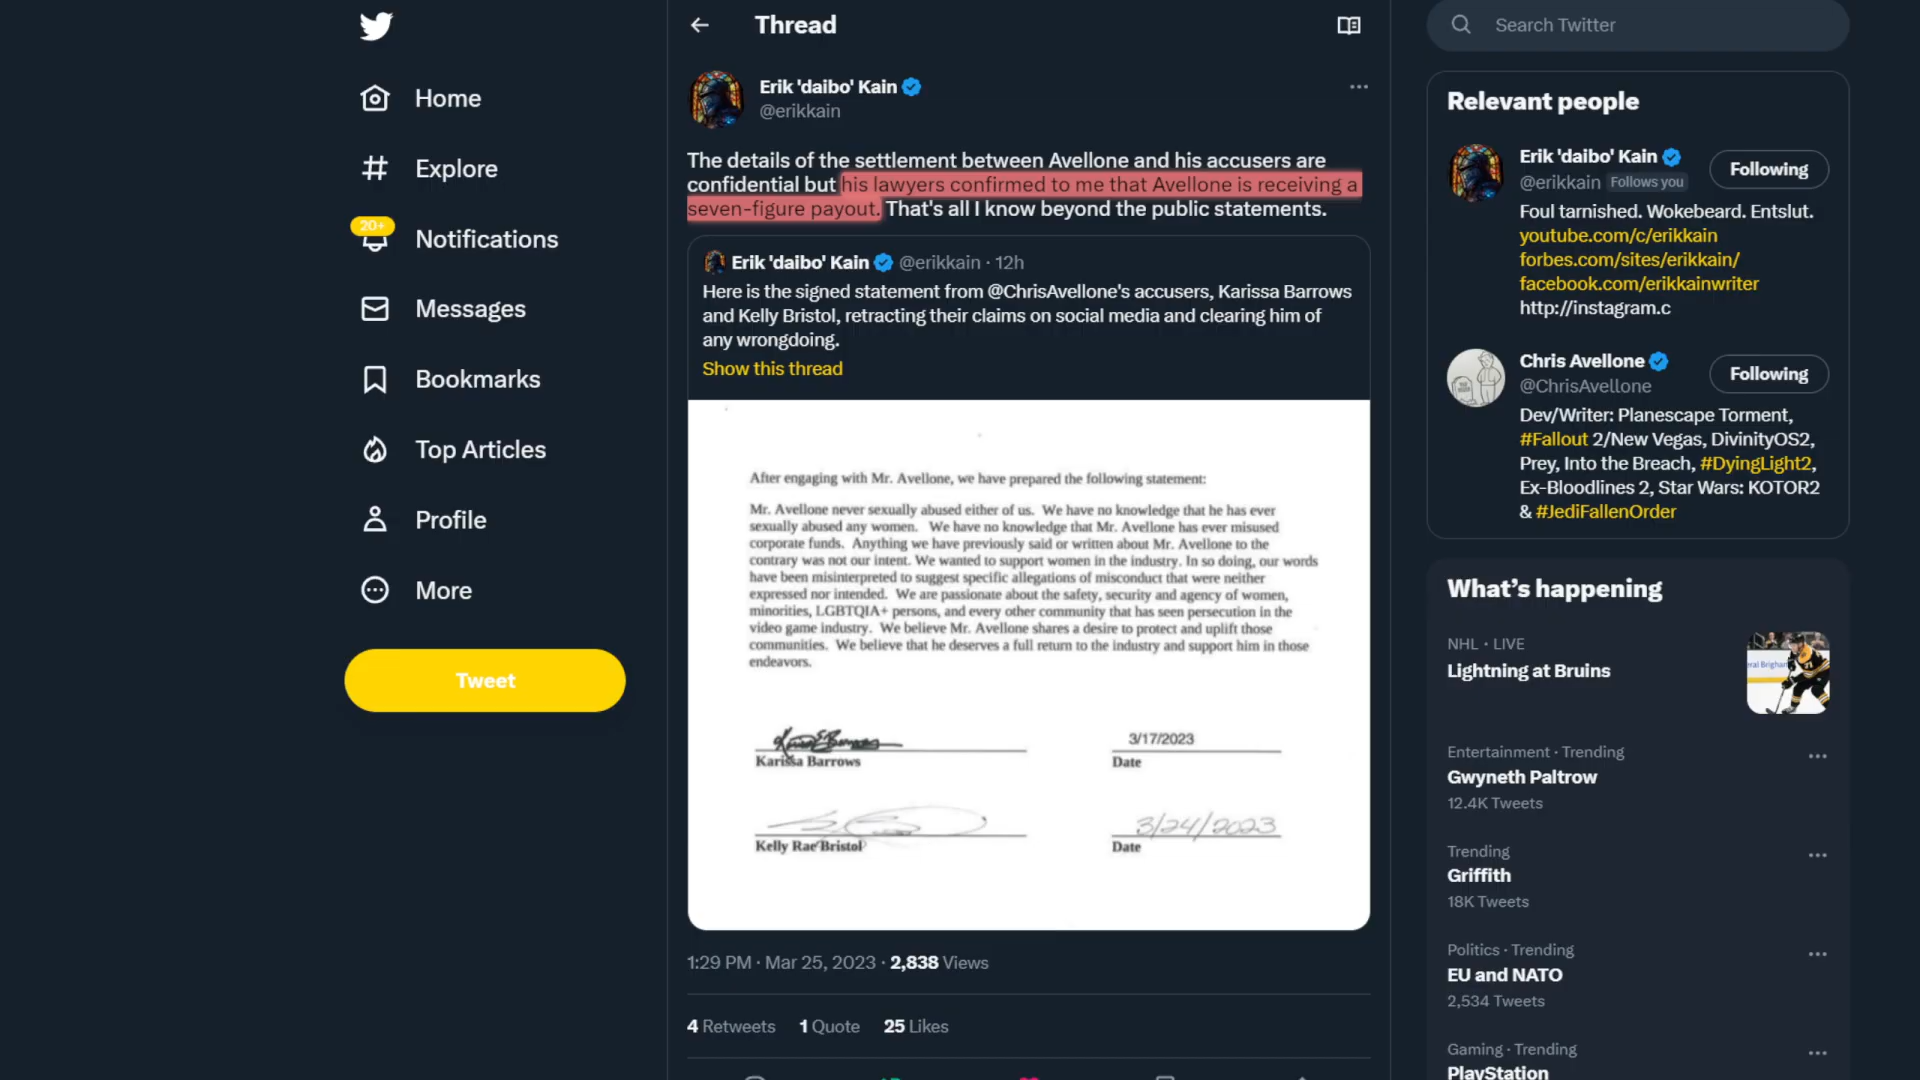 Home
Explore
20+
Notifications
Messages
Bookmarks
Top Articles
Profile
More
Tweet
Thread
Erik 'daibo' Kain
@erikkain
The details of the settlement between Avellone and his accusers are
confidential but his lawyers confirmed to me that Avellone is receiving a
seven-figure payout. That's all I know beyond the public statements.
Erik 'daibo' Kain @erikkain · 12h
Here is the signed statement from @ChrisAvellone's accusers, Karissa Barrows
and Kelly Bristol, retracting their claims on social media and clearing him of
any wrongdoing.
Show this thread
After engaging with Mr. Avellone, we have prepared the following statement:
Mr. Avellone never sexually abused either of us. We have no knowledge that he has ever
sexually abused any women. We have no knowledge that Mr. Avellone has ever misused
corporate funds. Anything we have previously said or written about Mr. Avellone to the
contrary was not our intent. We wanted to support women in the industry. In so doing, our words
have been misinterpreted to suggest specific allegations of misconduct that were neither
expressed nor intended. We are passionate about the safety, security and agency of women,
minorities, LGBTQIA+ persons, and every other community that has seen persecution in the
video game industry. We believe Mr. Avellone shares a desire to protect and uplift those
communities. We believe that he deserves a full return to the industry and support him in those
endeavors.
3/17/2023
Karissa Barrows Date
3/24/2023
Kelly Rae Bristol Date
1:29 PM · Mar 25, 2023 · 2,838 Views
4 Retweets 1 Quote 25 Likes
Search Twitter
Relevant people
Erik 'daibo' Kain
@erikkain Follows you
Following
Foul tarnished. Wokebeard. Entslut.
youtube.com/c/erikkain
forbes.com/sites/erikkain/
facebook.com/erikkainwriter
http://instagram.c
Chris Avellone
@ChrisAvellone
Following
Dev/Writer: Planescape Torment,
#Fallout 2/New Vegas, DivinityOS2,
Prey, Into the Breach, #DyingLight2,
Ex-Bloodlines 2, Star Wars: KOTOR2
& #JediFallenOrder
What's happening
NHL · LIVE
Lightning at Bruins
Entertainment · Trending
Gwyneth Paltrow
12.4K Tweets
Trending
Griffith
18K Tweets
Politics · Trending
EU and NATO
2,534 Tweets
Gaming · Trending
PlayStation